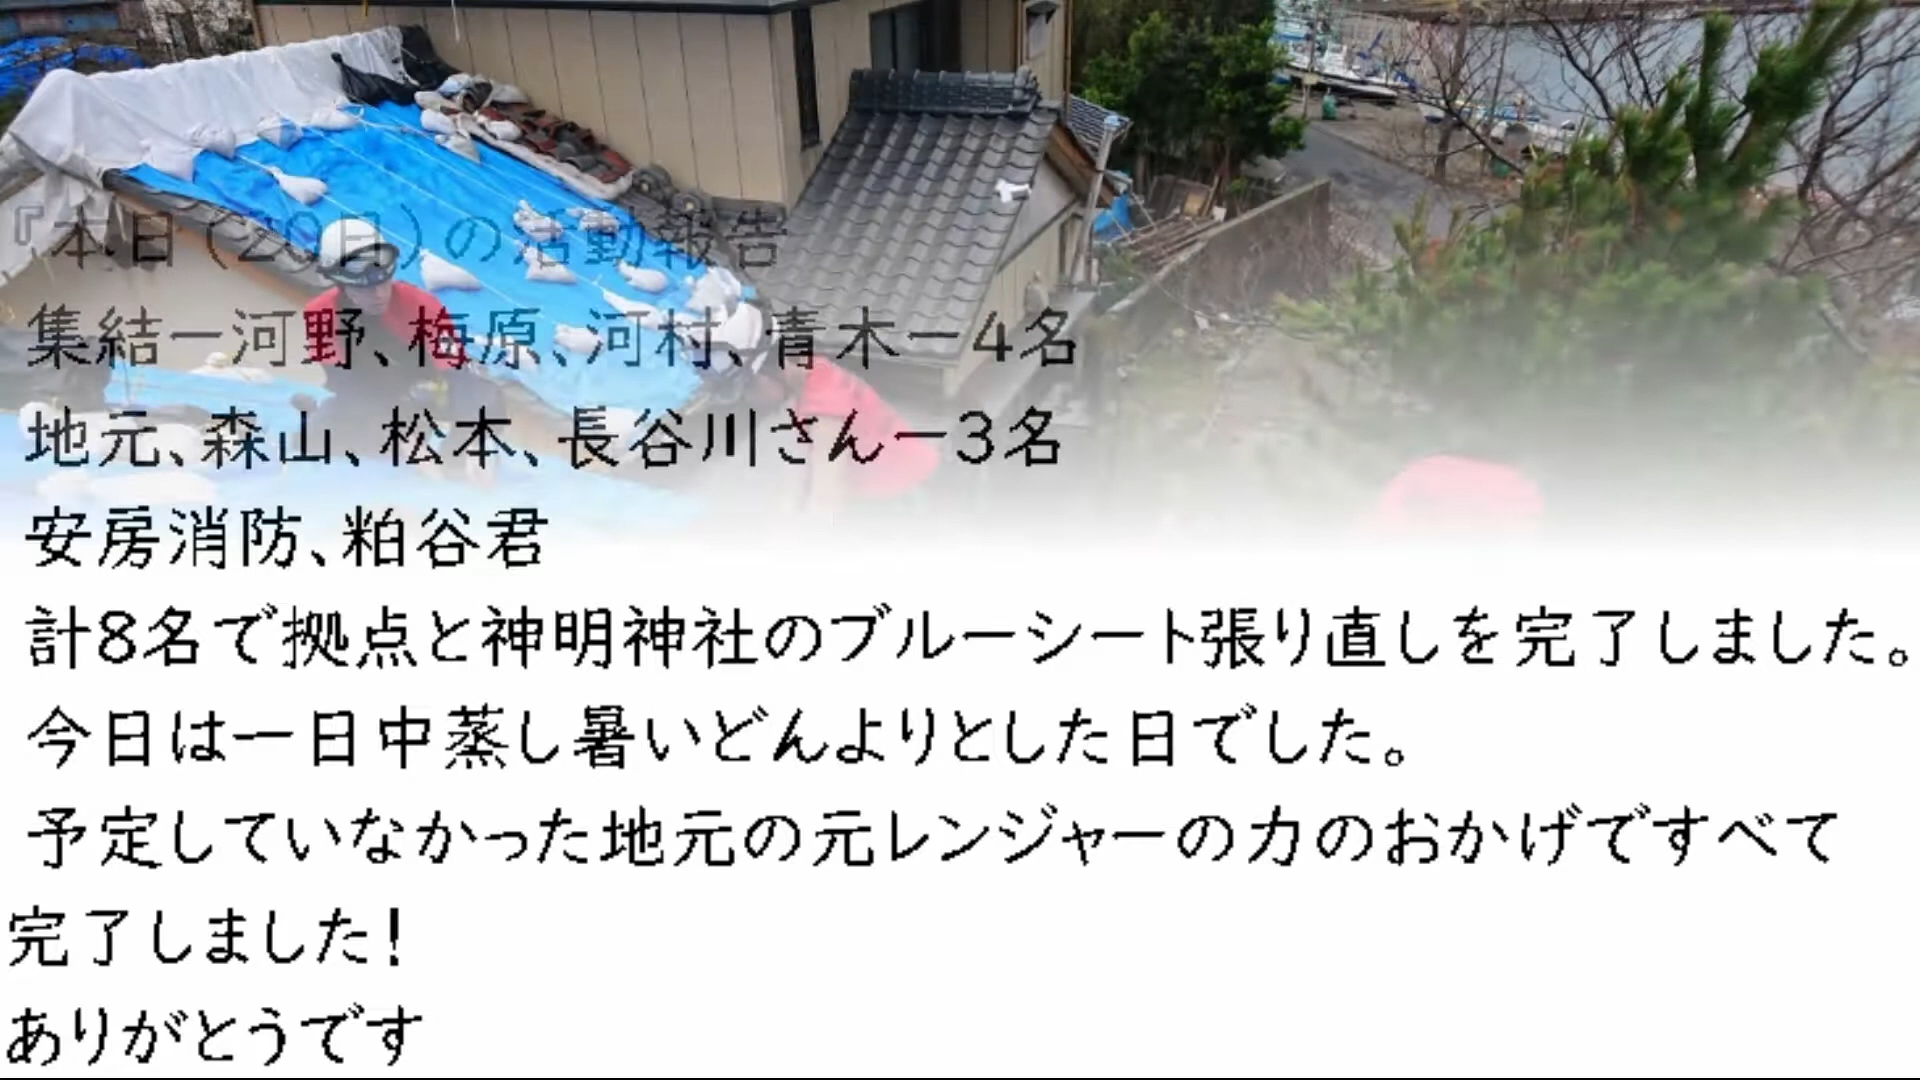 『本日(29日)の活動報告
集結ー河野、梅原、河村、青木ー4名
地元、森山、松本、長谷川さんー3名
安房消防、粕谷君
計8名で拠点と神明神社のブルーシート張り直しを完了しました。
今日は一日中蒸し暑いどんよりとした日でした。
予定していなかった地元の元レンジャーの力のおかげですべて
完了しました！
ありがとうです